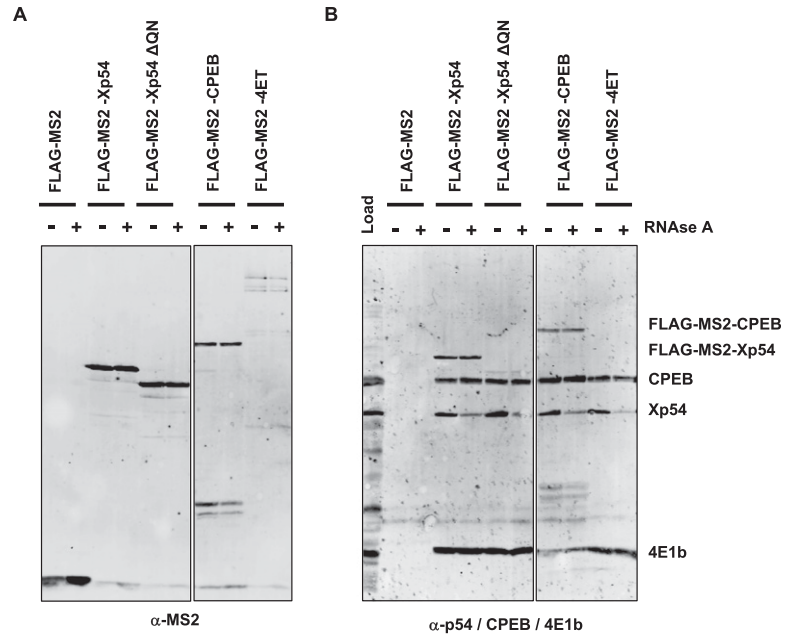 A
FLAG-MS2
FLAG-MS2 -Xp54
FLAG-MS2 -Xp54 ΔQN
FLAG-MS2 -CPEB
FLAG-MS2 -4ET
- + - + - + - + - +
α-MS2
B
Load
FLAG-MS2
FLAG-MS2 -Xp54
FLAG-MS2 -Xp54 ΔQN
FLAG-MS2 -CPEB
FLAG-MS2 -4ET
- + - + - + - + - + RNAse A
FLAG-MS2-CPEB
FLAG-MS2-Xp54
CPEB
Xp54
4E1b
α-p54 / CPEB / 4E1b